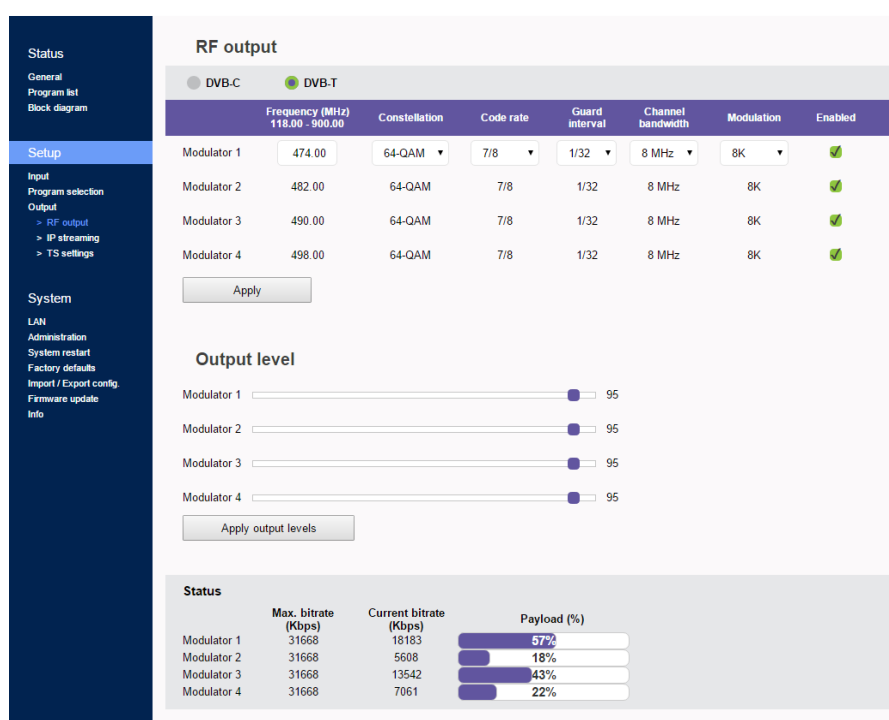 Status
General
Program list
Block diagram
Setup
Input
Program selection
Output
> RF output
> IP streaming
> TS settings
System
LAN
Administration
System restart
Factory defaults
Import / Export config.
Firmware update
Info
RF output
DVB-C DVB-T
Frequency (MHz) 118.00 - 900.00 Constellation Code rate Guard interval Channel bandwidth Modulation Enabled
Modulator 1 474.00 64-QAM 7/8 1/32 8 MHz 8K
Modulator 2 482.00 64-QAM 7/8 1/32 8 MHz 8K
Modulator 3 490.00 64-QAM 7/8 1/32 8 MHz 8K
Modulator 4 498.00 64-QAM 7/8 1/32 8 MHz 8K
Apply
Output level
Modulator 1 95
Modulator 2 95
Modulator 3 95
Modulator 4 95
Apply output levels
Status
Max. bitrate (Kbps) Current bitrate (Kbps) Payload (%)
Modulator 1 31668 18183 57%
Modulator 2 31668 5608 18%
Modulator 3 31668 13542 43%
Modulator 4 31668 7061 22%